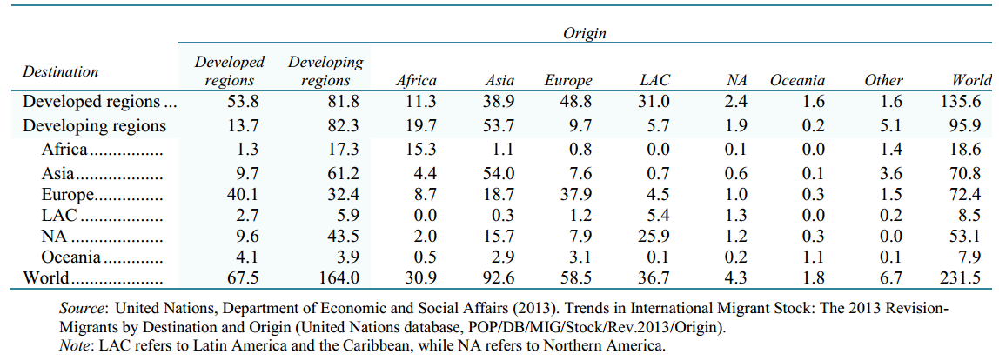 Origin
Destination Developed regions Developing regions Africa Asia Europe LAC NA Oceania Other World
Developed regions ... 53.8 81.8 11.3 38.9 48.8 31.0 2.4 1.6 1.6 135.6
Developing regions 13.7 82.3 19.7 53.7 9.7 5.7 1.9 0.2 5.1 95.9
Africa................ 1.3 17.3 15.3 1.1 0.8 0.0 0.1 0.0 1.4 18.6
Asia................... 9.7 61.2 4.4 54.0 7.6 0.7 0.6 0.1 3.6 70.8
Europe............... 40.1 32.4 8.7 18.7 37.9 4.5 1.0 0.3 1.5 72.4
LAC .................. 2.7 5.9 0.0 0.3 1.2 5.4 1.3 0.0 0.2 8.5
NA .................... 9.6 43.5 2.0 15.7 7.9 25.9 1.2 0.3 0.0 53.1
Oceania............. 4.1 3.9 0.5 2.9 3.1 0.1 0.2 1.1 0.1 7.9
World.................... 67.5 164.0 30.9 92.6 58.5 36.7 4.3 1.8 6.7 231.5
Source: United Nations, Department of Economic and Social Affairs (2013). Trends in International Migrant Stock: The 2013 Revision-
Migrants by Destination and Origin (United Nations database, POP/DB/MIG/Stock/Rev.2013/Origin).
Note: LAC refers to Latin America and the Caribbean, while NA refers to Northern America.